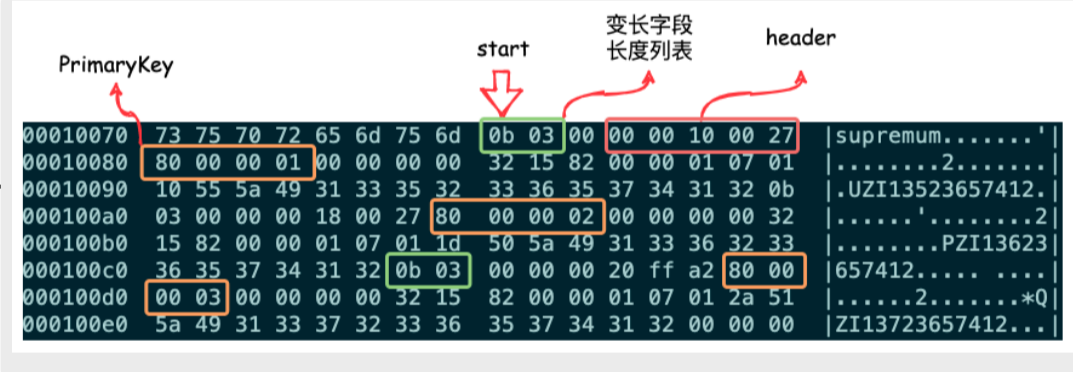 变长字段
长度列表
start
header
PrimaryKey
00010070 73 75 70 72 65 6d 75 6d 0b 03 00 00 00 10 00 27 |supremum.......'|
00010080 80 00 00 01 00 00 00 00 32 15 82 00 00 01 07 01 |........2.......|
00010090 10 55 5a 49 31 33 35 32 33 36 35 37 34 31 32 0b |.UZI13523657412.|
000100a0 03 00 00 00 18 00 27 80 00 00 02 00 00 00 00 32 |......'........2|
000100b0 15 82 00 00 01 07 01 1d 50 5a 49 31 33 36 32 33 |........PZI13623|
000100c0 36 35 37 34 31 32 0b 03 00 00 00 20 ff a2 80 00 |657412..... ....|
000100d0 00 03 00 00 00 00 32 15 82 00 00 01 07 01 2a 51 |......2.......*Q|
000100e0 5a 49 31 33 37 32 33 36 35 37 34 31 32 00 00 00 |ZI13723657412...|